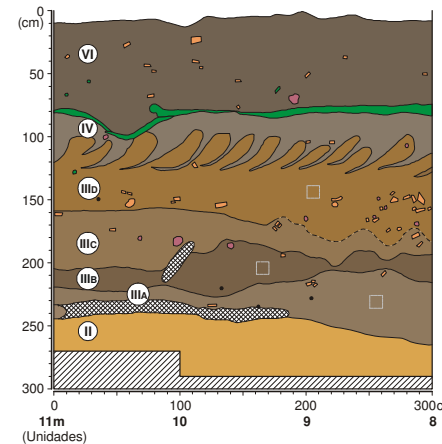 0
(cm)
50
100
150
200
250
300
VI
IV
IIID
IIIC
IIIB
IIIA
II
0 100 200 300c
11m 10 9 8
(Unidades)